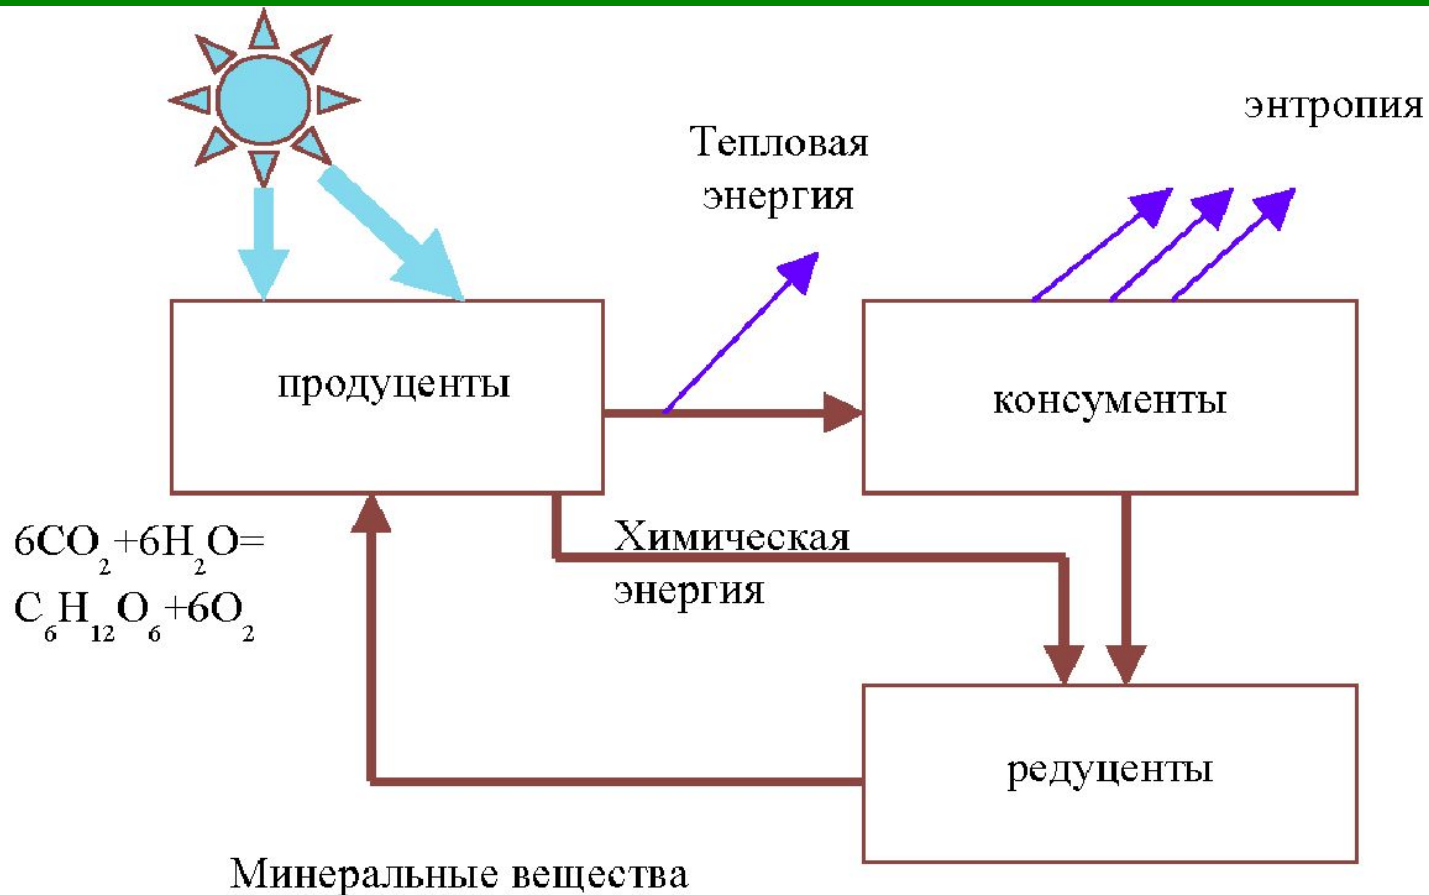 энтропия
Тепловая
энергия
продуценты
консументы
6CO₂+6H₂O=
C₆H₁₂O₆+6O₂
Химическая
энергия
редуценты
Минеральные вещества